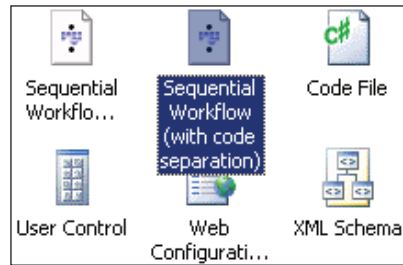 Sequential
Workflo...
Sequential
Workflow
(with code
separation)
C#
Code File
User Control
Web
Configurati...
XML Schema